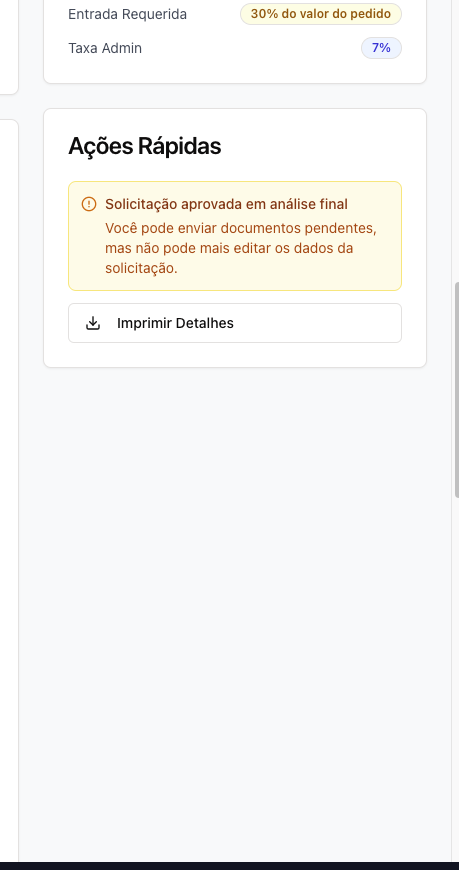 Entrada Requerida
30% do valor do pedido
Taxa Admin
7%
Ações Rápidas
Solicitação aprovada em análise final
Você pode enviar documentos pendentes,
mas não pode mais editar os dados da
solicitação.
Imprimir Detalhes